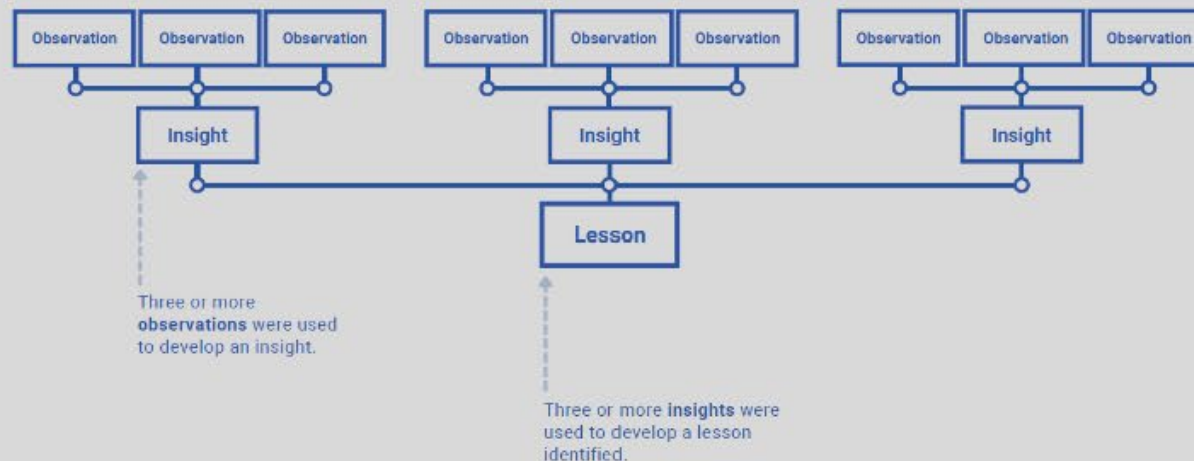 Observation Observation Observation Observation Observation Observation Observation Observation Observation
Insight Insight Insight
Lesson
Three or more
observations were used
to develop an insight.
Three or more insights were
used to develop a lesson
identified.